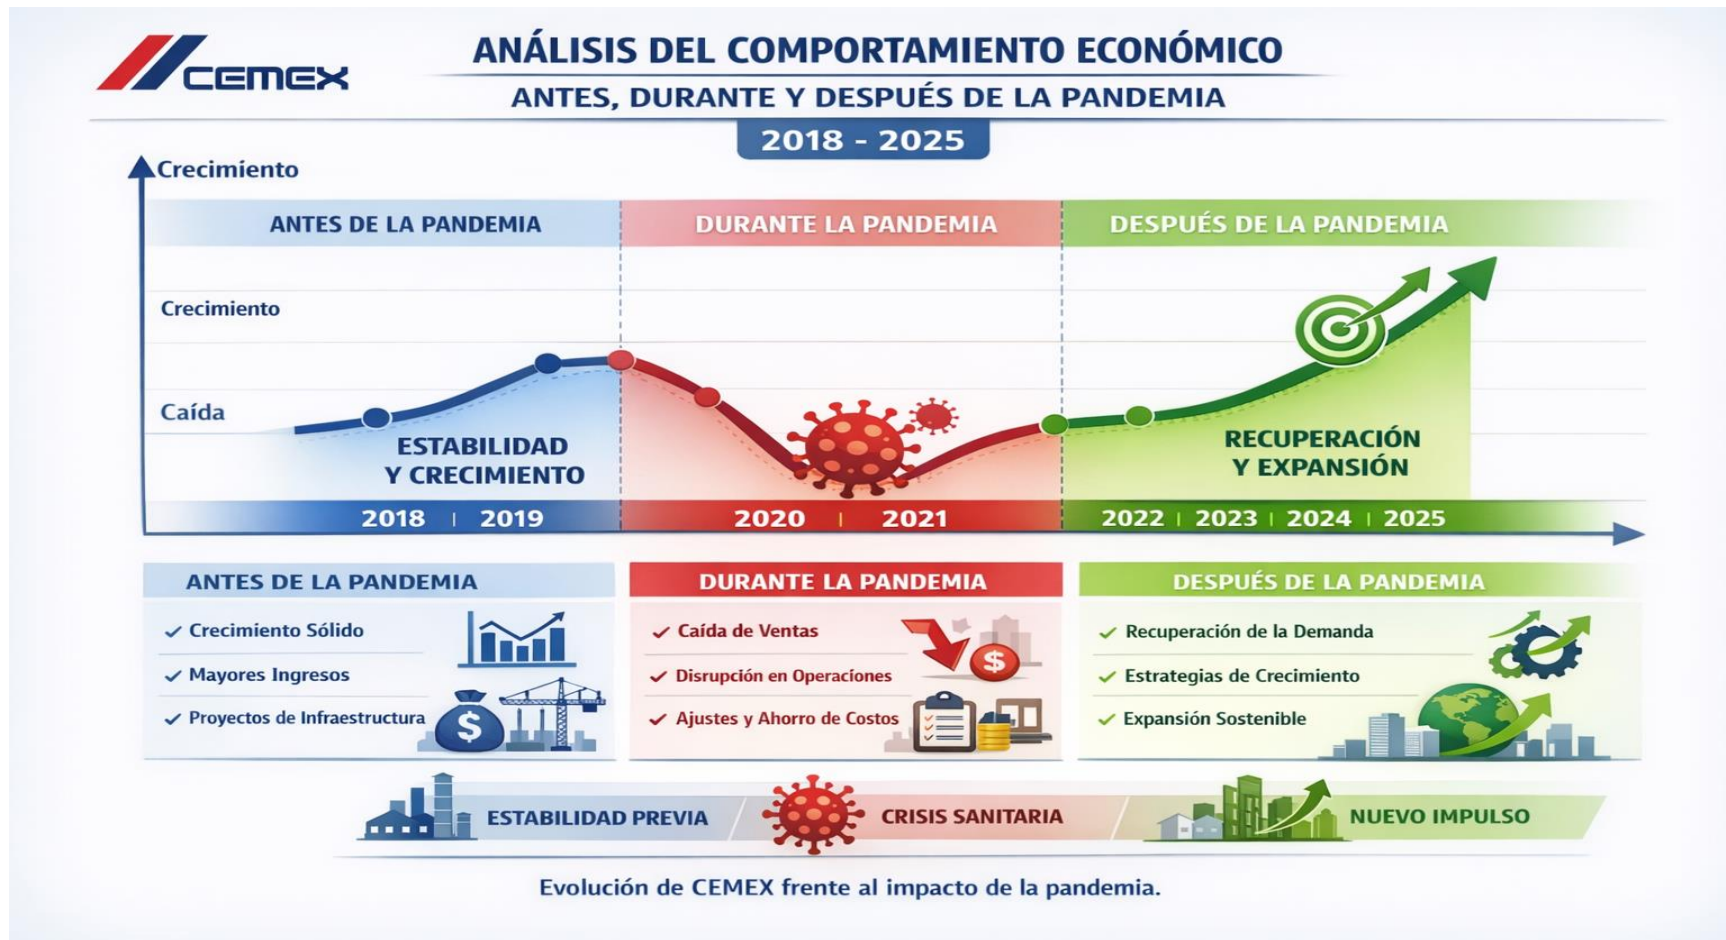 CEMEX
ANÁLISIS DEL COMPORTAMIENTO ECONÓMICO
ANTES, DURANTE Y DESPUÉS DE LA PANDEMIA
2018 - 2025
Crecimiento
ANTES DE LA PANDEMIA
DURANTE LA PANDEMIA
DESPUÉS DE LA PANDEMIA
Crecimiento
Caída
ESTABILIDAD
Y CRECIMIENTO
RECUPERACIÓN
Y EXPANSIÓN
2018 | 2019
2020 | 2021
2022 | 2023 | 2024 | 2025
ANTES DE LA PANDEMIA
✓ Crecimiento Sólido
✓ Mayores Ingresos
✓ Proyectos de Infraestructura
$
DURANTE LA PANDEMIA
✓ Caída de Ventas
$
✓ Disrupción en Operaciones
✓ Ajustes y Ahorro de Costos
DESPUÉS DE LA PANDEMIA
✓ Recuperación de la Demanda
✓ Estrategias de Crecimiento
✓ Expansión Sostenible
ESTABILIDAD PREVIA
CRISIS SANITARIA
NUEVO IMPULSO
Evolución de CEMEX frente al impacto de la pandemia.